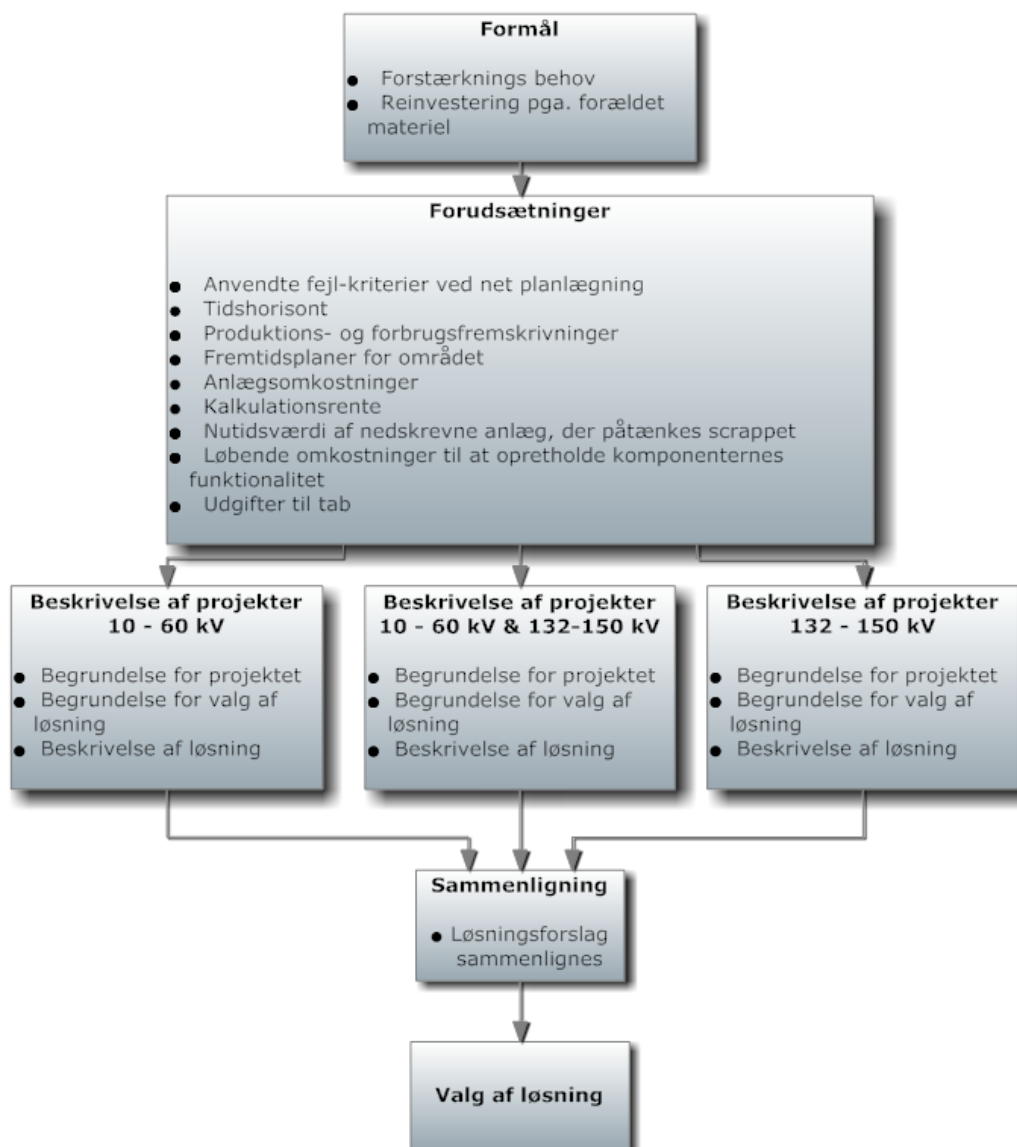 Formål
● Forstærknings behov
● Reinvestering pga. forældet
materiel
Forudsætninger
● Anvendte fejl-kriterier ved net planlægning
● Tidshorisont
● Produktions- og forbrugsfremskrivninger
● Fremtidsplaner for området
● Anlægsomkostninger
● Kalkulationsrente
● Nutidsværdi af nedskrevne anlæg, der påtænkes scrappet
● Løbende omkostninger til at opretholde komponenternes
funktionalitet
● Udgifter til tab
Beskrivelse af projekter
10 - 60 kV
● Begrundelse for projektet
● Begrundelse for valg af
løsning
● Beskrivelse af løsning
Beskrivelse af projekter
10 - 60 kV & 132-150 kV
● Begrundelse for projektet
● Begrundelse for valg af
løsning
● Beskrivelse af løsning
Beskrivelse af projekter
132 - 150 kV
● Begrundelse for projektet
● Begrundelse for valg af
løsning
● Beskrivelse af løsning
Sammenligning
● Løsningsforslag
sammenlignes
Valg af løsning